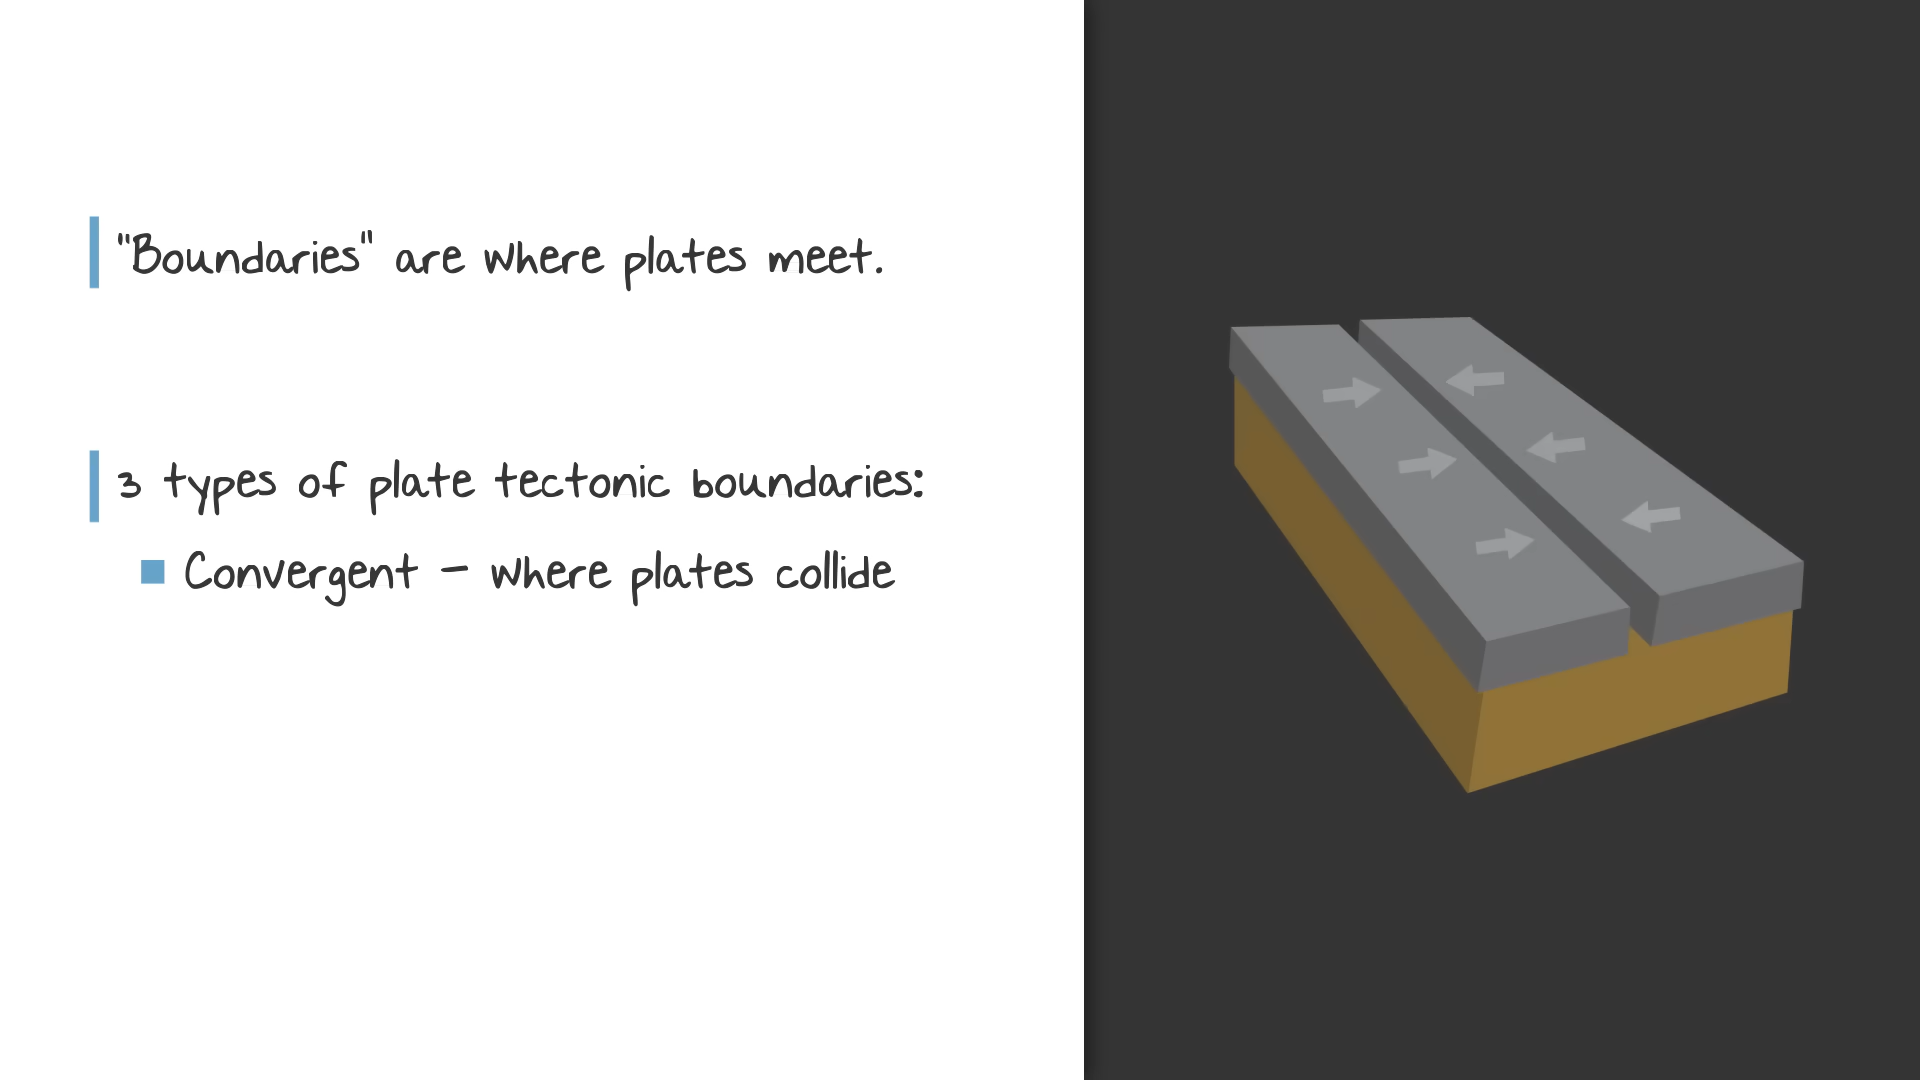 "Boundaries" are where plates meet.
3 types of plate tectonic boundaries:
Convergent – where plates collide